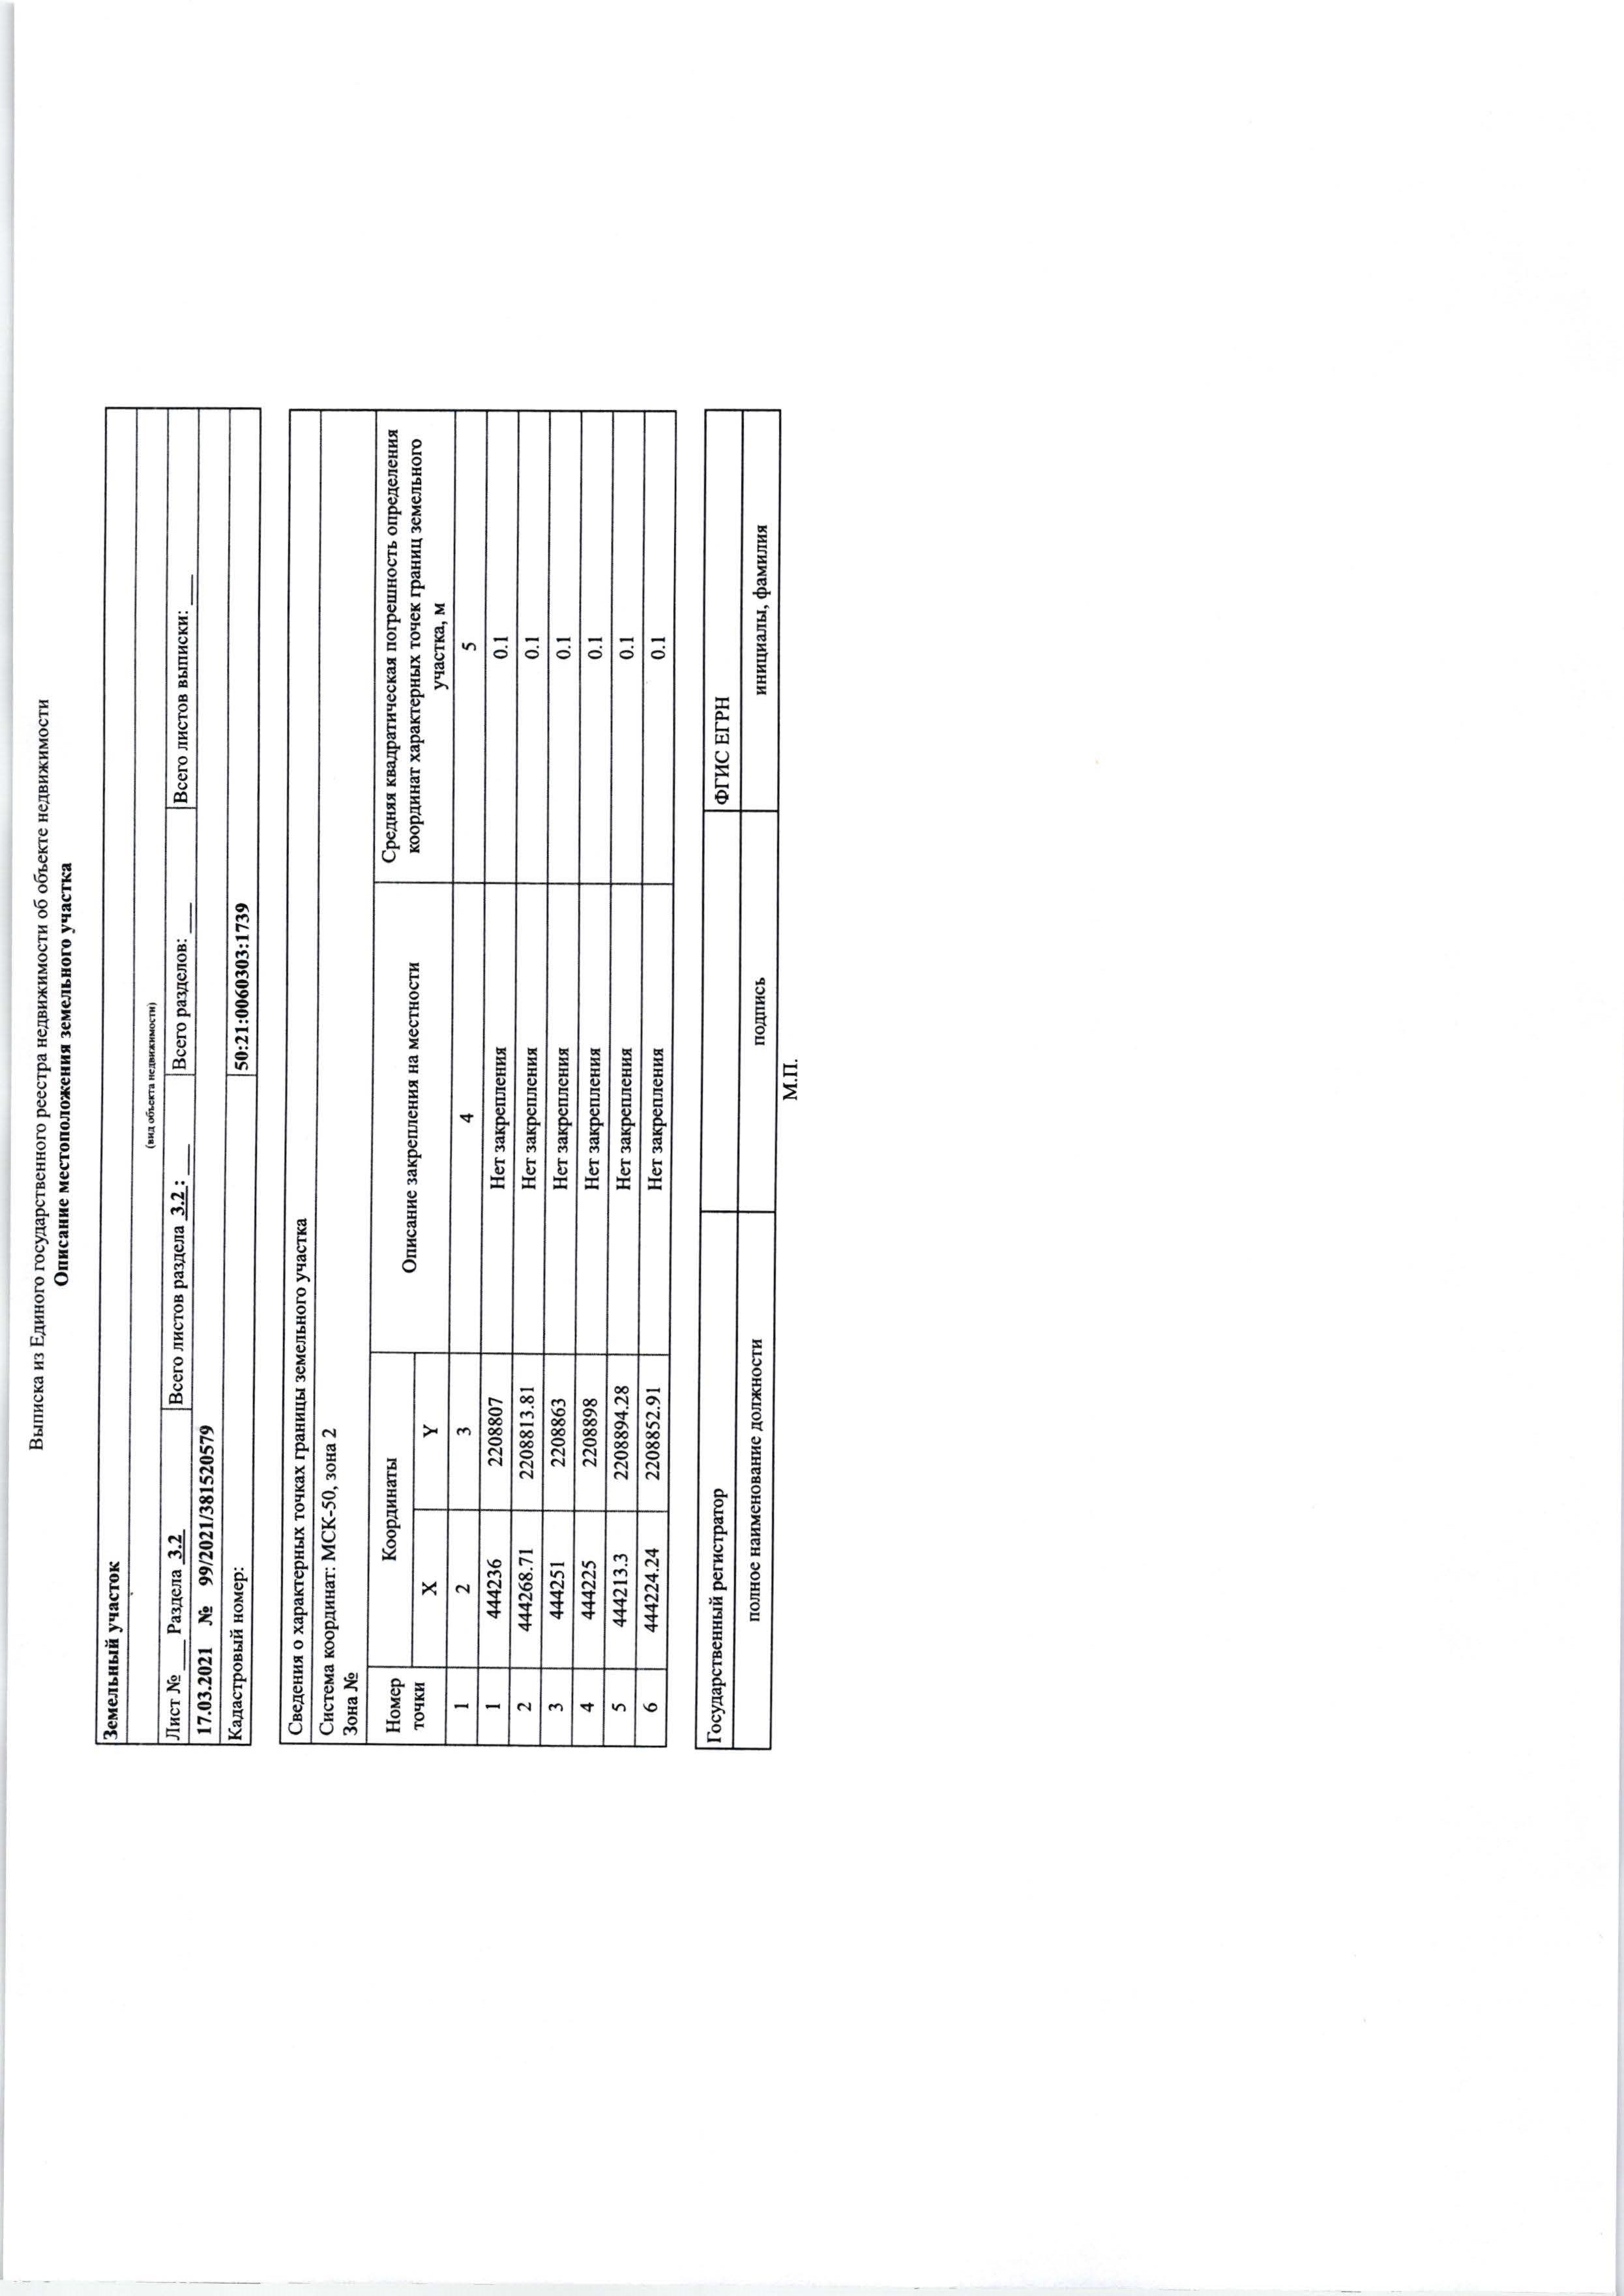 Выписка из Единого государственного реестра недвижимости об объекте недвижимости
Описание местоположения земельного участка
Земельный участок
(вид объекта недвижимости)
Лист № ___ Раздела 3.2 Всего листов раздела 3.2 : ___ Всего разделов: ___ Всего листов выписки: ___
17.03.2021 № 99/2021/381520579
Кадастровый номер: 50:21:0060303:1739
Сведения о характерных точках границы земельного участка
Система координат: МСК-50, зона 2
Зона №
Номер точки Координаты Описание закрепления на местности Средняя квадратическая погрешность определения
координат характерных точек границ земельного
участка, м
X Y
1 2 3 4 5
1 444236 2208807 Нет закрепления 0.1
2 444268.71 2208813.81 Нет закрепления 0.1
3 444251 2208863 Нет закрепления 0.1
4 444225 2208898 Нет закрепления 0.1
5 444213.3 2208894.28 Нет закрепления 0.1
6 444224.24 2208852.91 Нет закрепления 0.1
Государственный регистратор ФГИС ЕГРН
полное наименование должности подпись инициалы, фамилия
М.П.